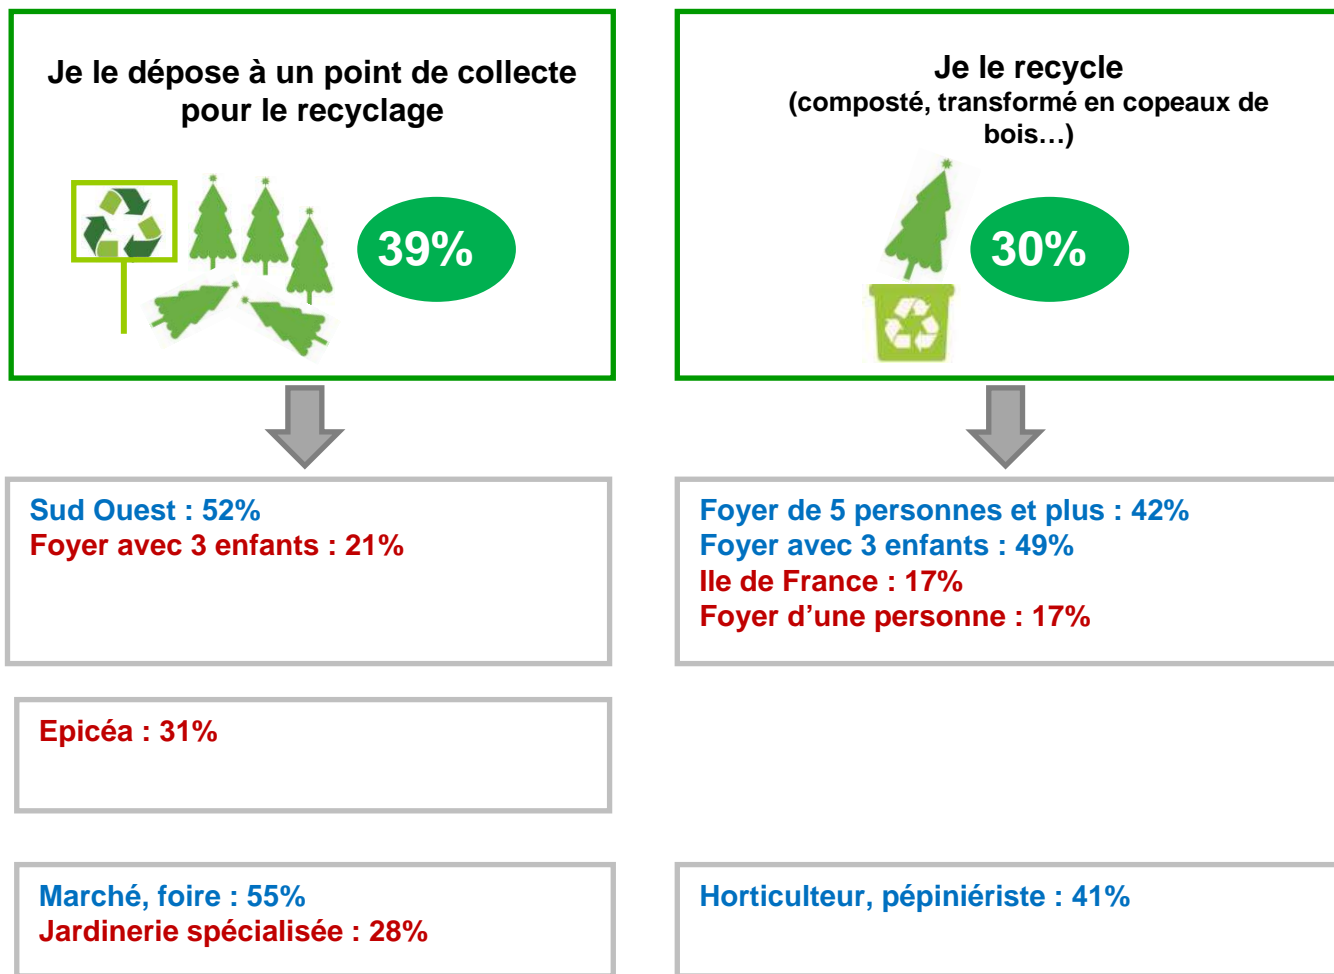 Je le dépose à un point de collecte
pour le recyclage
39%
Je le recycle
(composté, transformé en copeaux de
bois…)
30%
Sud Ouest : 52%
Foyer avec 3 enfants : 21%
Foyer de 5 personnes et plus : 42%
Foyer avec 3 enfants : 49%
Ile de France : 17%
Foyer d’une personne : 17%
Epicéa : 31%
Marché, foire : 55%
Jardinerie spécialisée : 28%
Horticulteur, pépiniériste : 41%